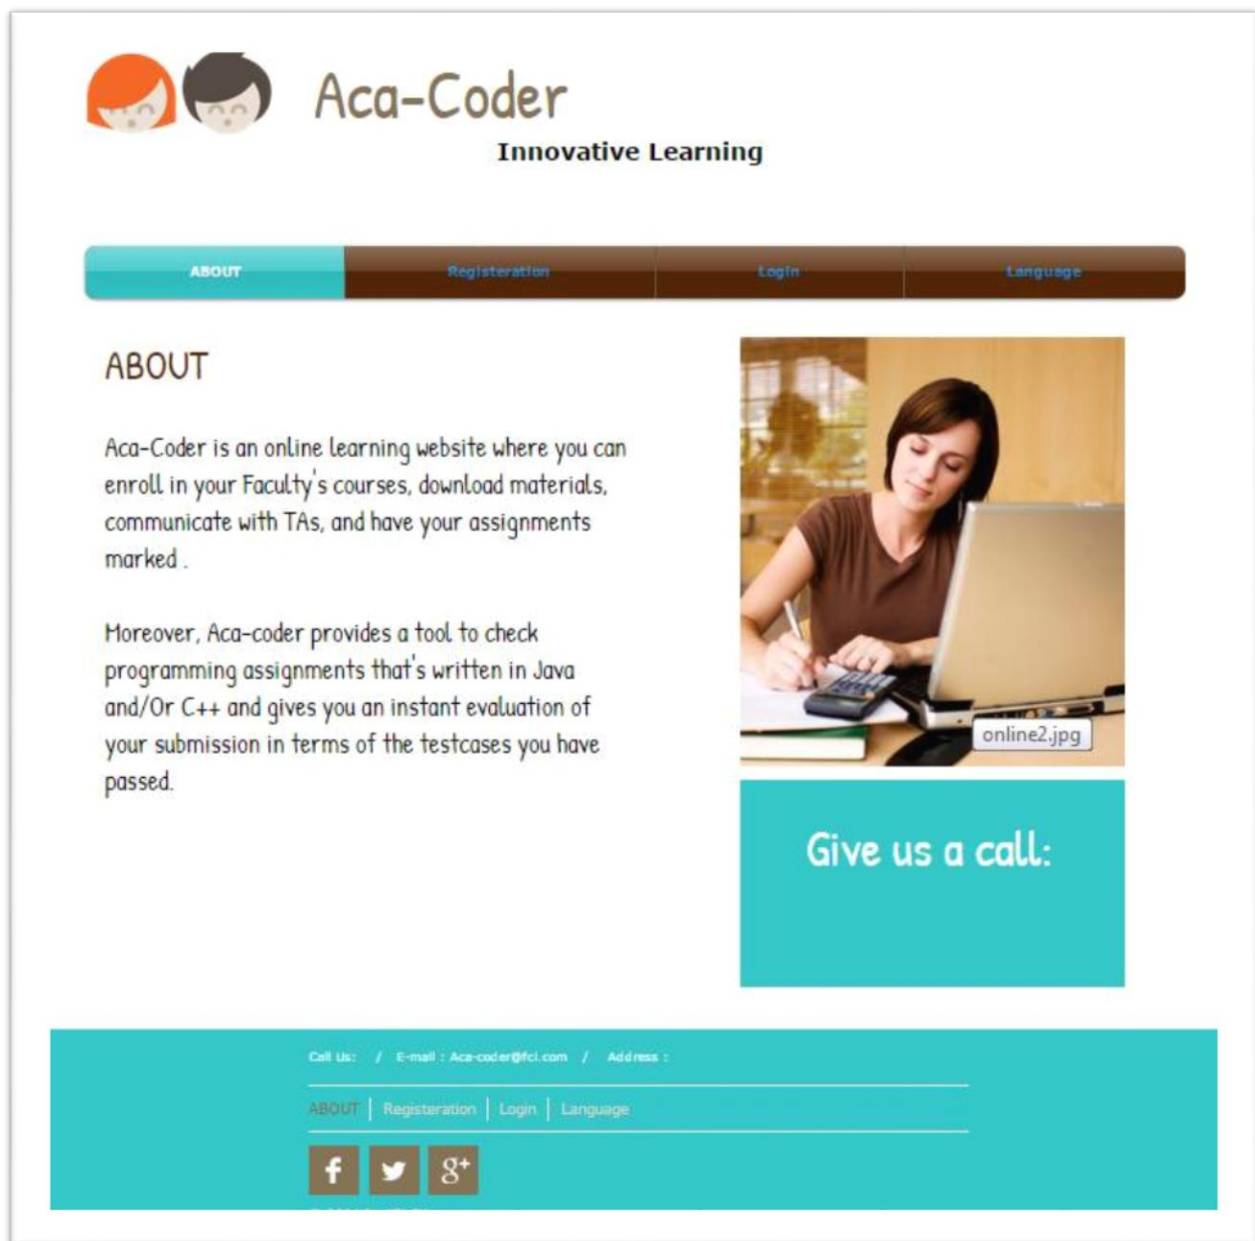 Aca-Coder
Innovative Learning
ABOUT
Registeration
Login
Language
ABOUT
Aca-Coder is an online learning website where you can
enroll in your Faculty's courses, download materials,
communicate with TAs, and have your assignments
marked .
Moreover, Aca-coder provides a tool to check
programming assignments that's written in Java
and/Or C++ and gives you an instant evaluation of
your submission in terms of the testcases you have
passed.
online2.jpg
Give us a call:
Call Us: / E-mail : Aca-coder@fci.com / Address :
ABOUT | Registeration | Login | Language
f g+